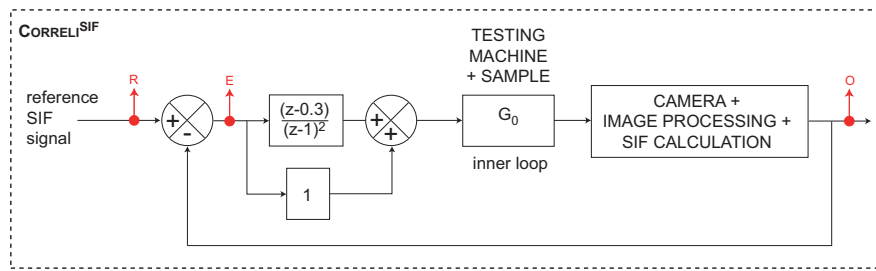 CORRELI^SIF
reference
SIF
signal
R
+
-
E
(z-0.3)
(z-1)²
1
+
+
TESTING
MACHINE
+ SAMPLE
G₀
inner loop
CAMERA +
IMAGE PROCESSING +
SIF CALCULATION
O